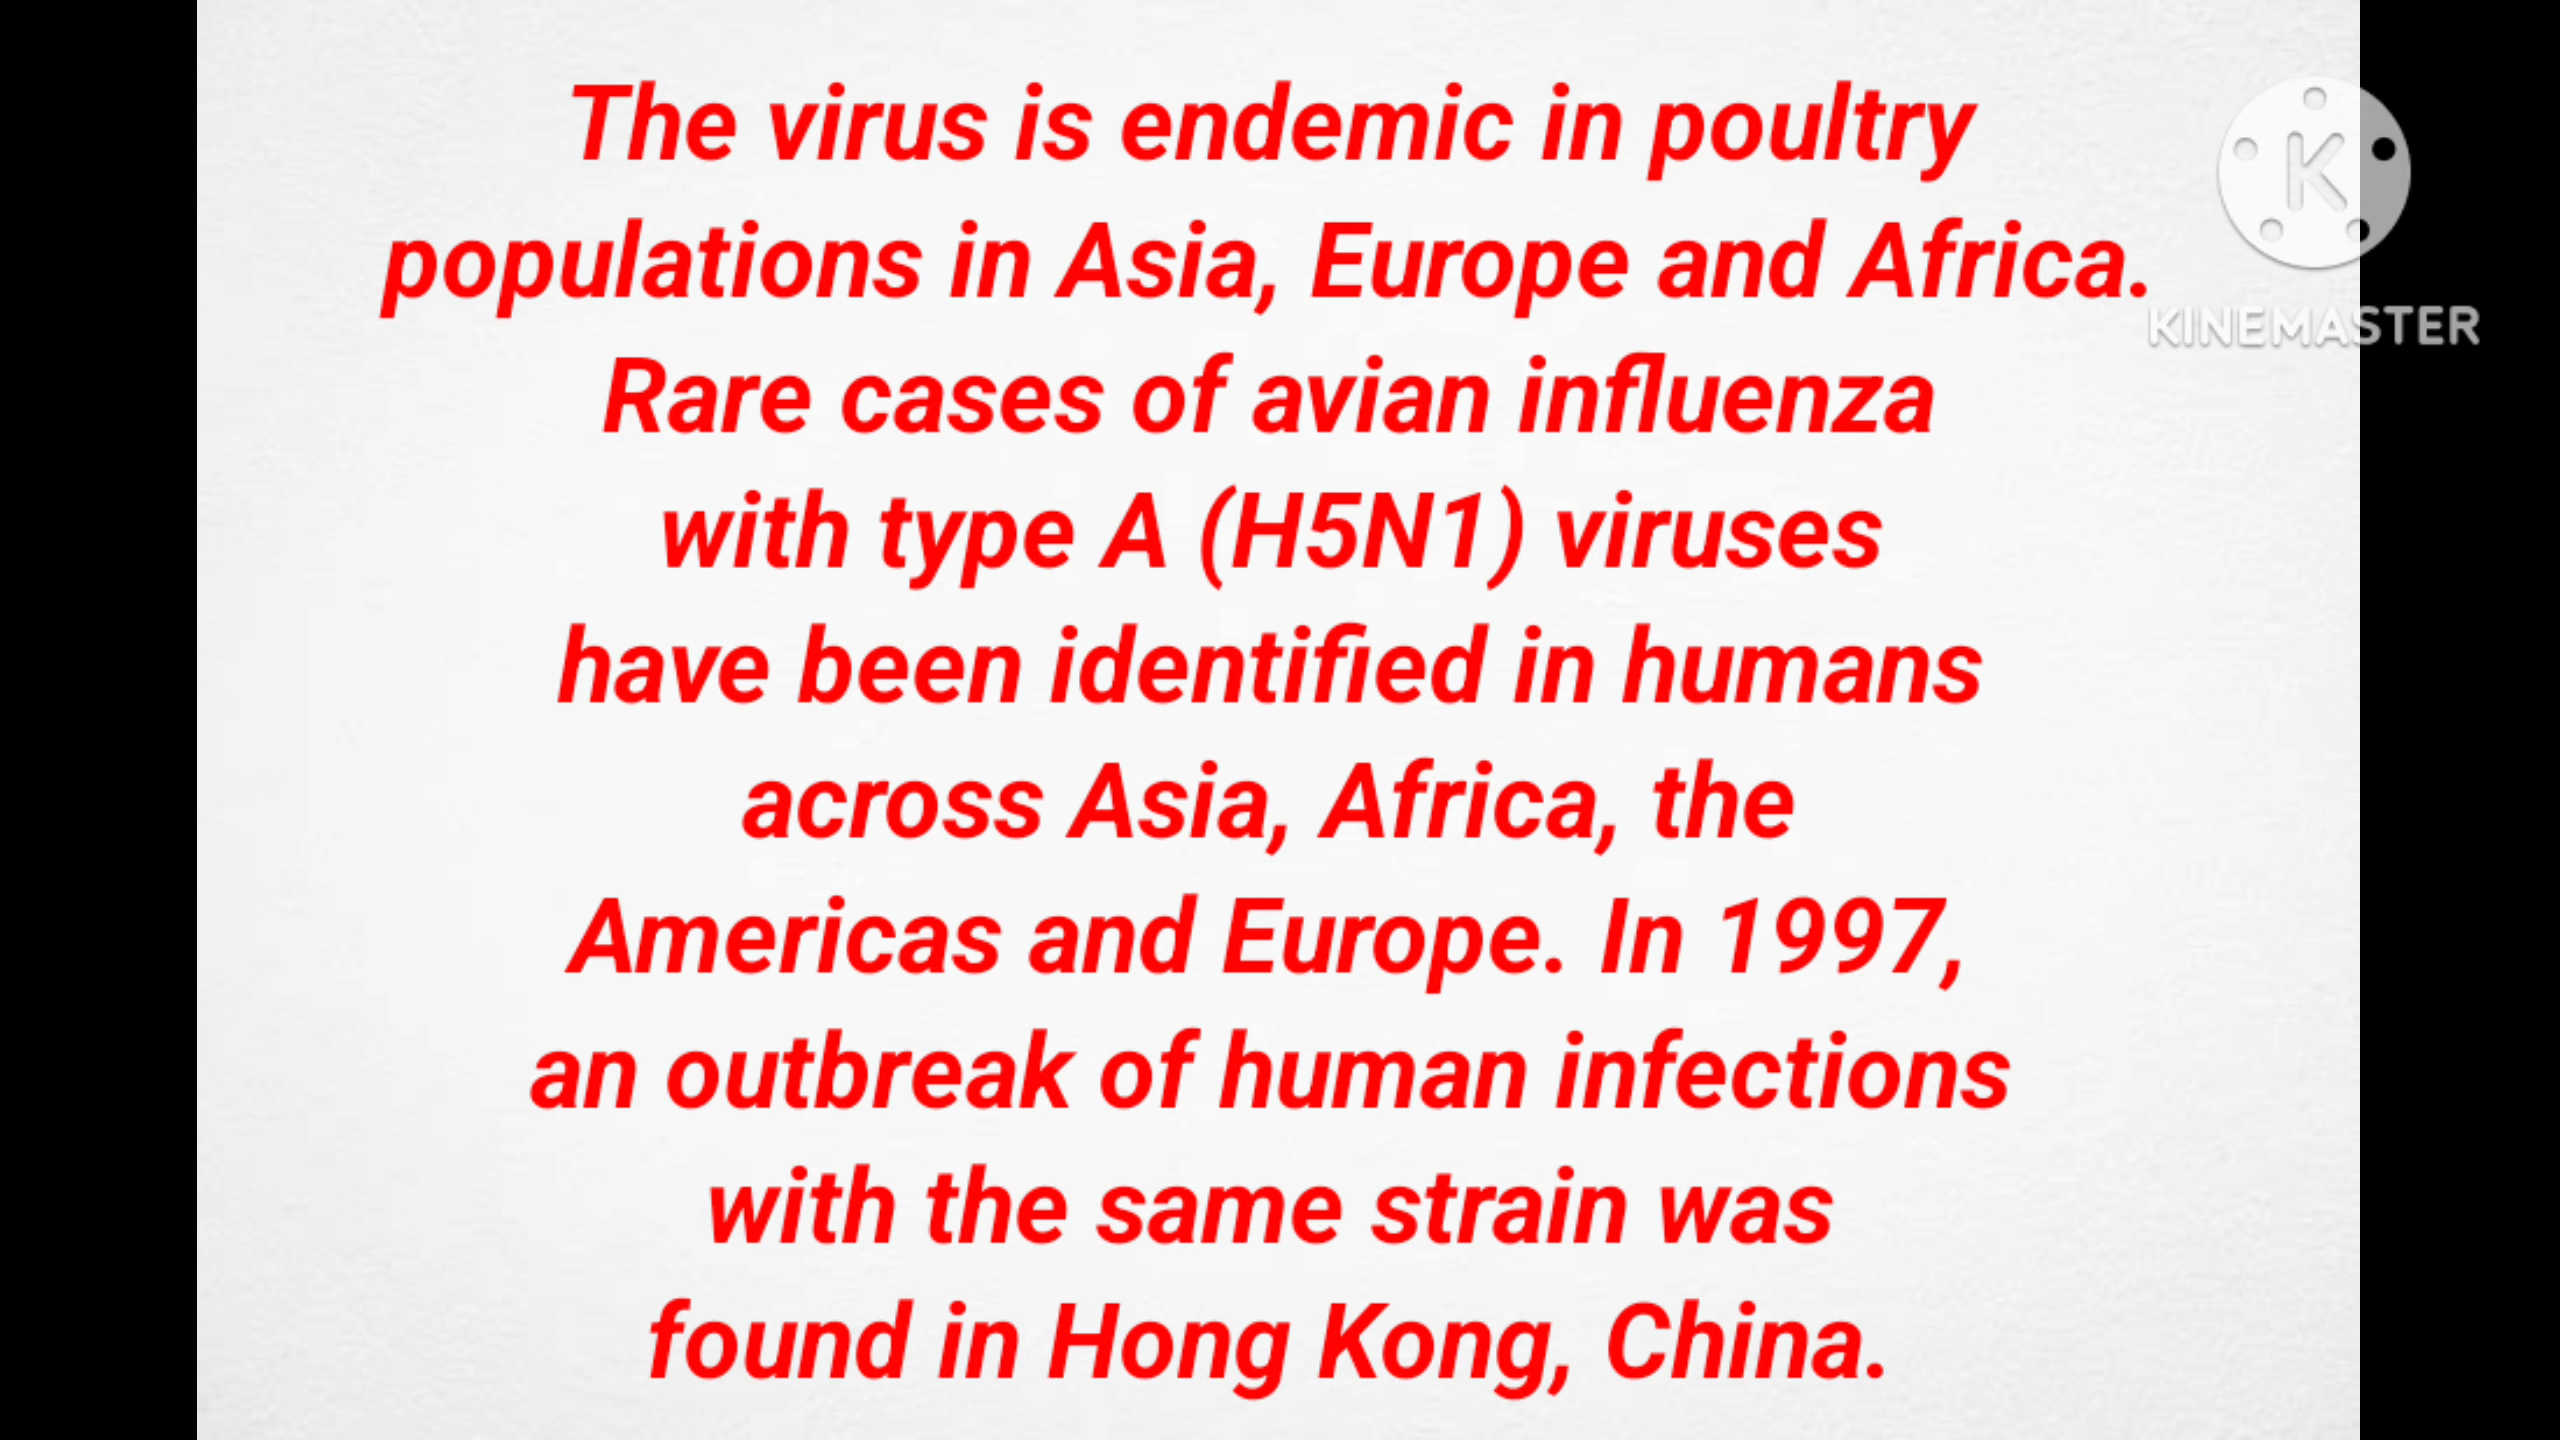 The virus is endemic in poultry
populations in Asia, Europe and Africa.
Rare cases of avian influenza
with type A (H5N1) viruses
have been identified in humans
across Asia, Africa, the
Americas and Europe. In 1997,
an outbreak of human infections
with the same strain was
found in Hong Kong, China.
K
KINEMASTER